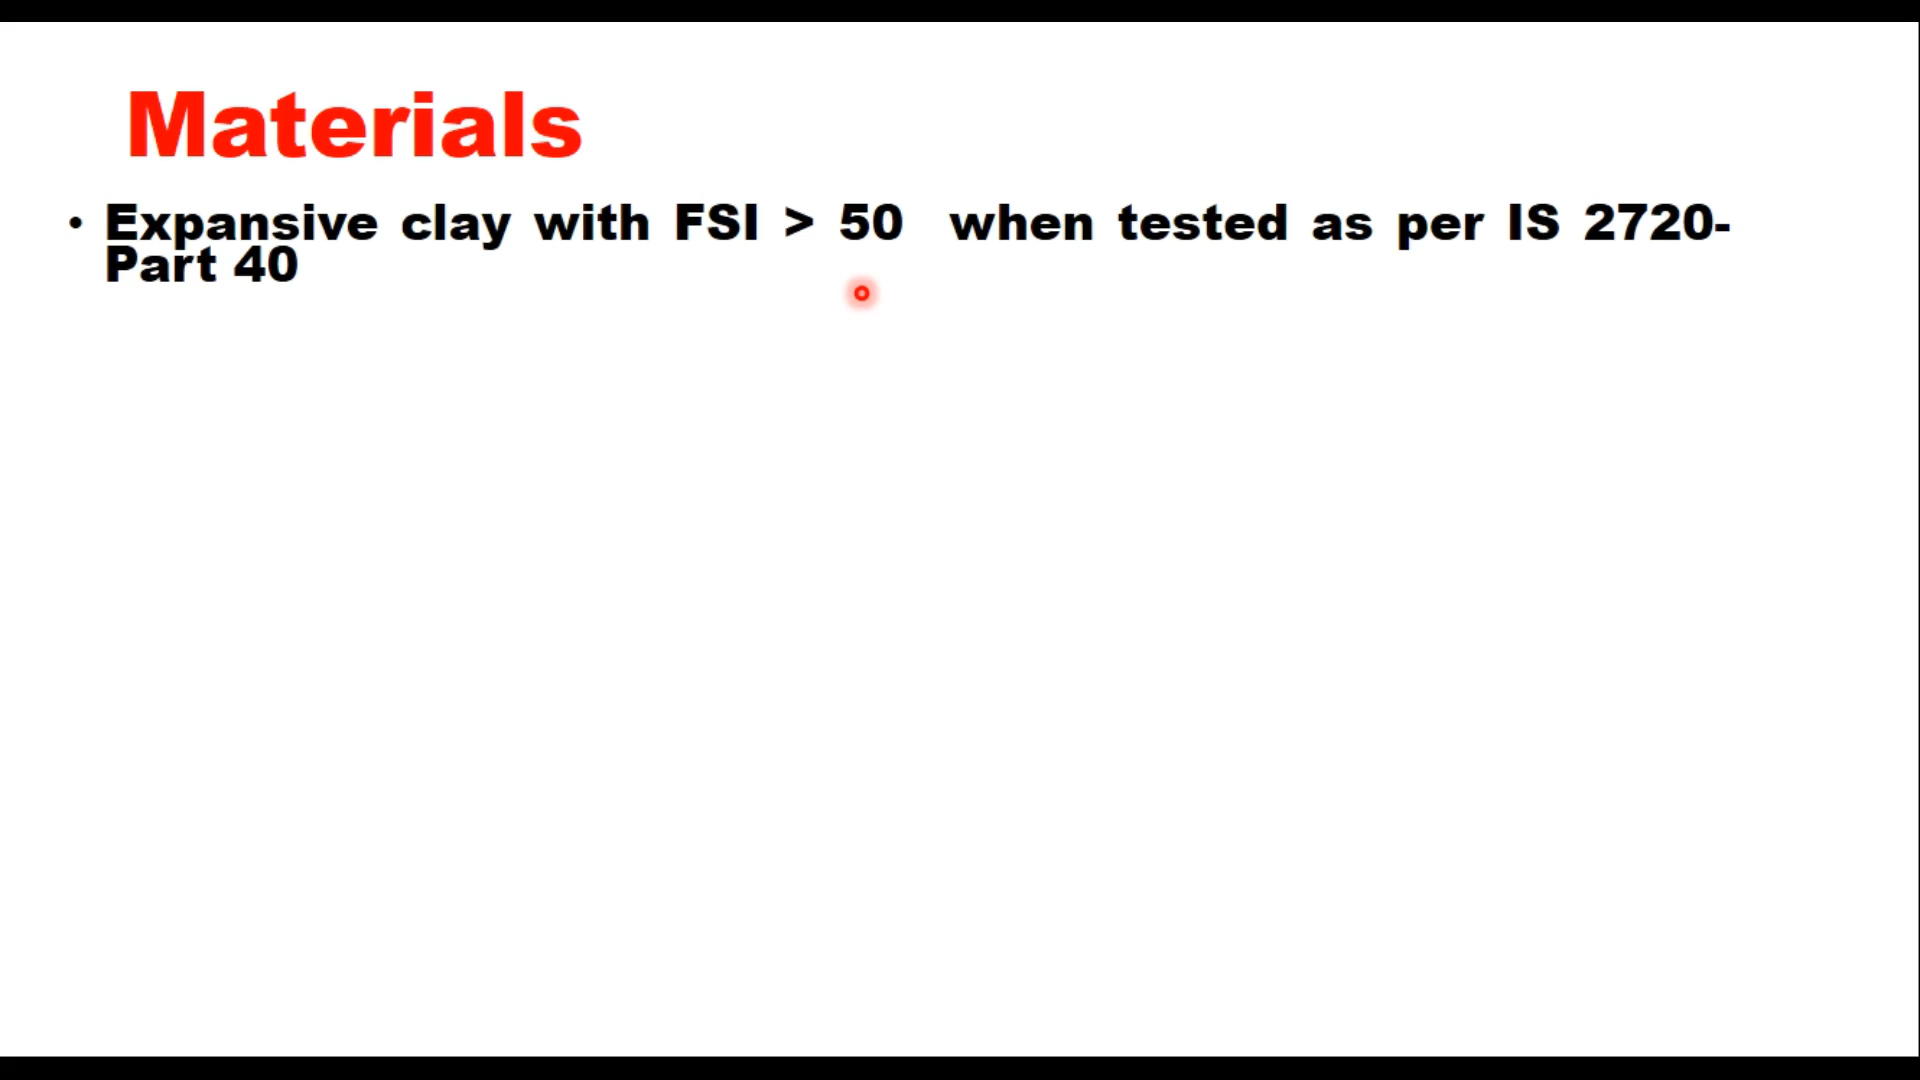 Materials
• Expansive clay with FSI > 50 when tested as per IS 2720-
Part 40